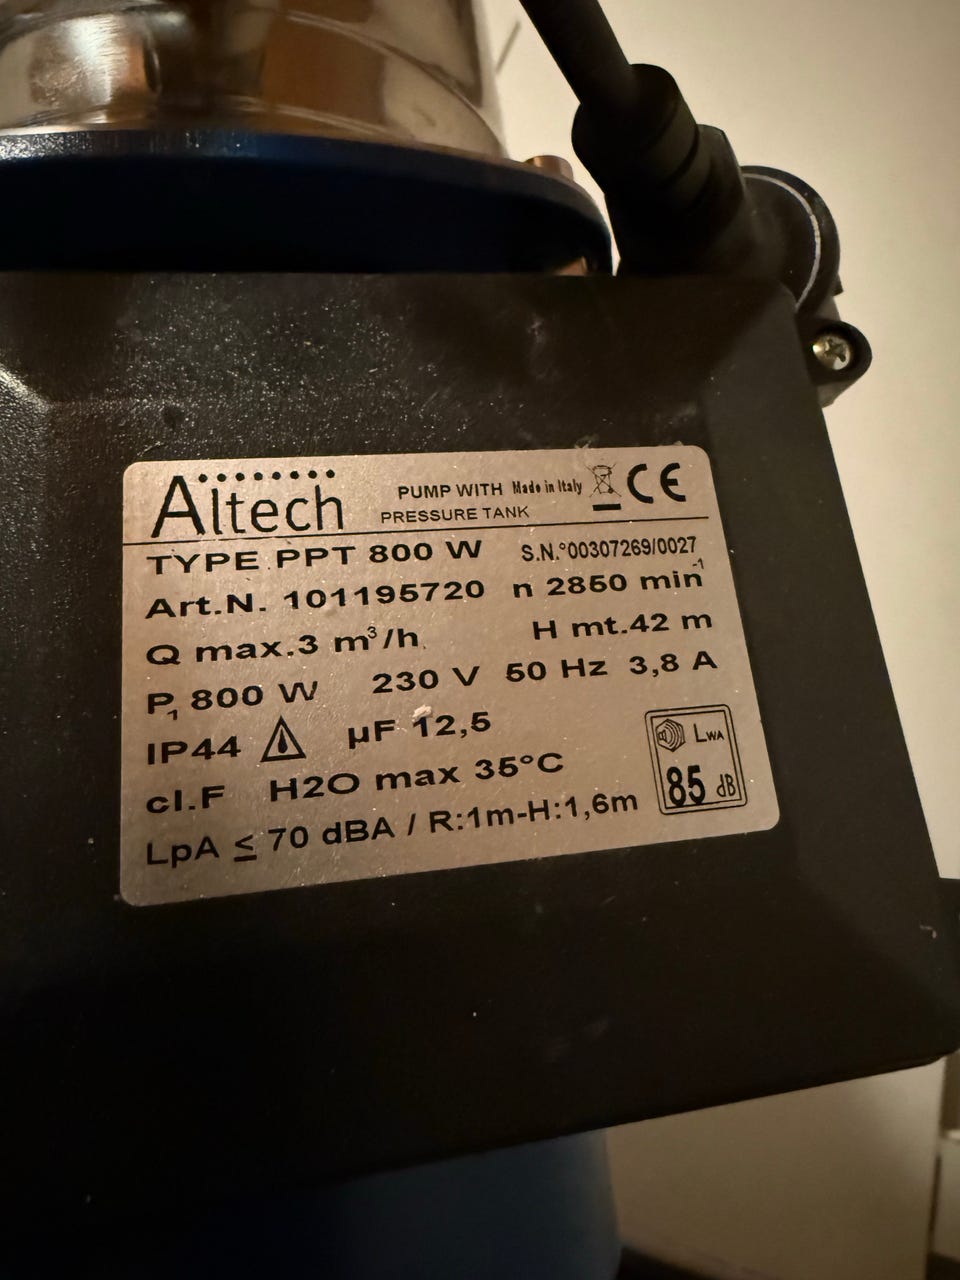 Altech
PUMP WITH Made in Italy CE
PRESSURE TANK
TYPE PPT 800 W S.N.°00307269/0027
Art.N. 101195720 n 2850 min⁻¹
Q max.3 m³/h H mt.42 m
P₁ 800 W 230 V 50 Hz 3,8 A
IP44 µF 12,5
cl.F H2O max 35°C
LpA ≤ 70 dBA / R:1m-H:1,6m
LWA
85 dB